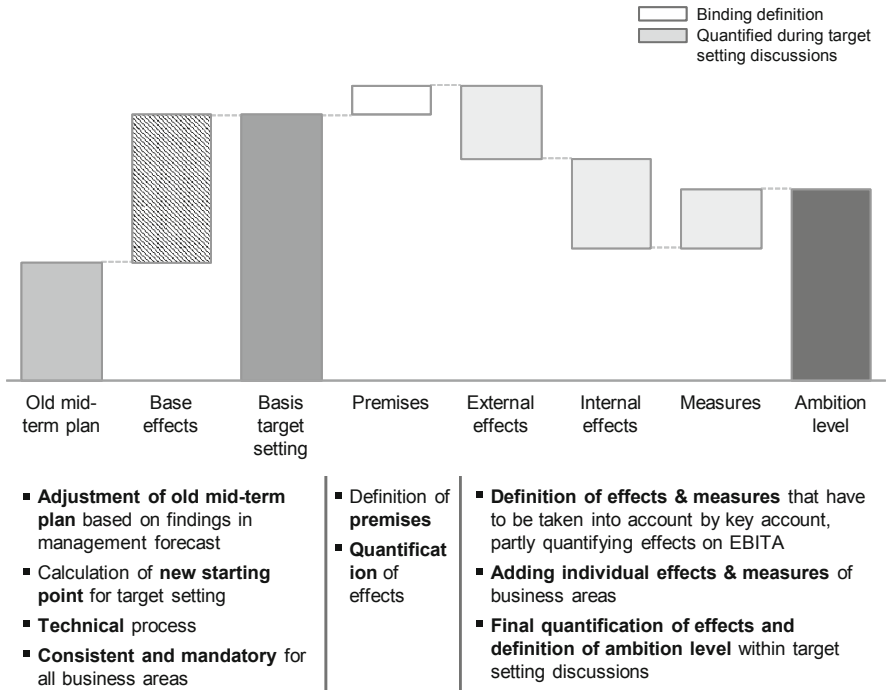 Binding definition
Quantified during target
setting discussions
Old mid-
term plan
Base
effects
Basis
target
setting
Premises
External
effects
Internal
effects
Measures
Ambition
level
▪ Adjustment of old mid-term
plan based on findings in
management forecast
▪ Calculation of new starting
point for target setting
▪ Technical process
▪ Consistent and mandatory for
all business areas
▪ Definition of
premises
▪ Quantificat
ion of
effects
▪ Definition of effects & measures that have
to be taken into account by key account,
partly quantifying effects on EBITA
▪ Adding individual effects & measures of
business areas
▪ Final quantification of effects and
definition of ambition level within target
setting discussions